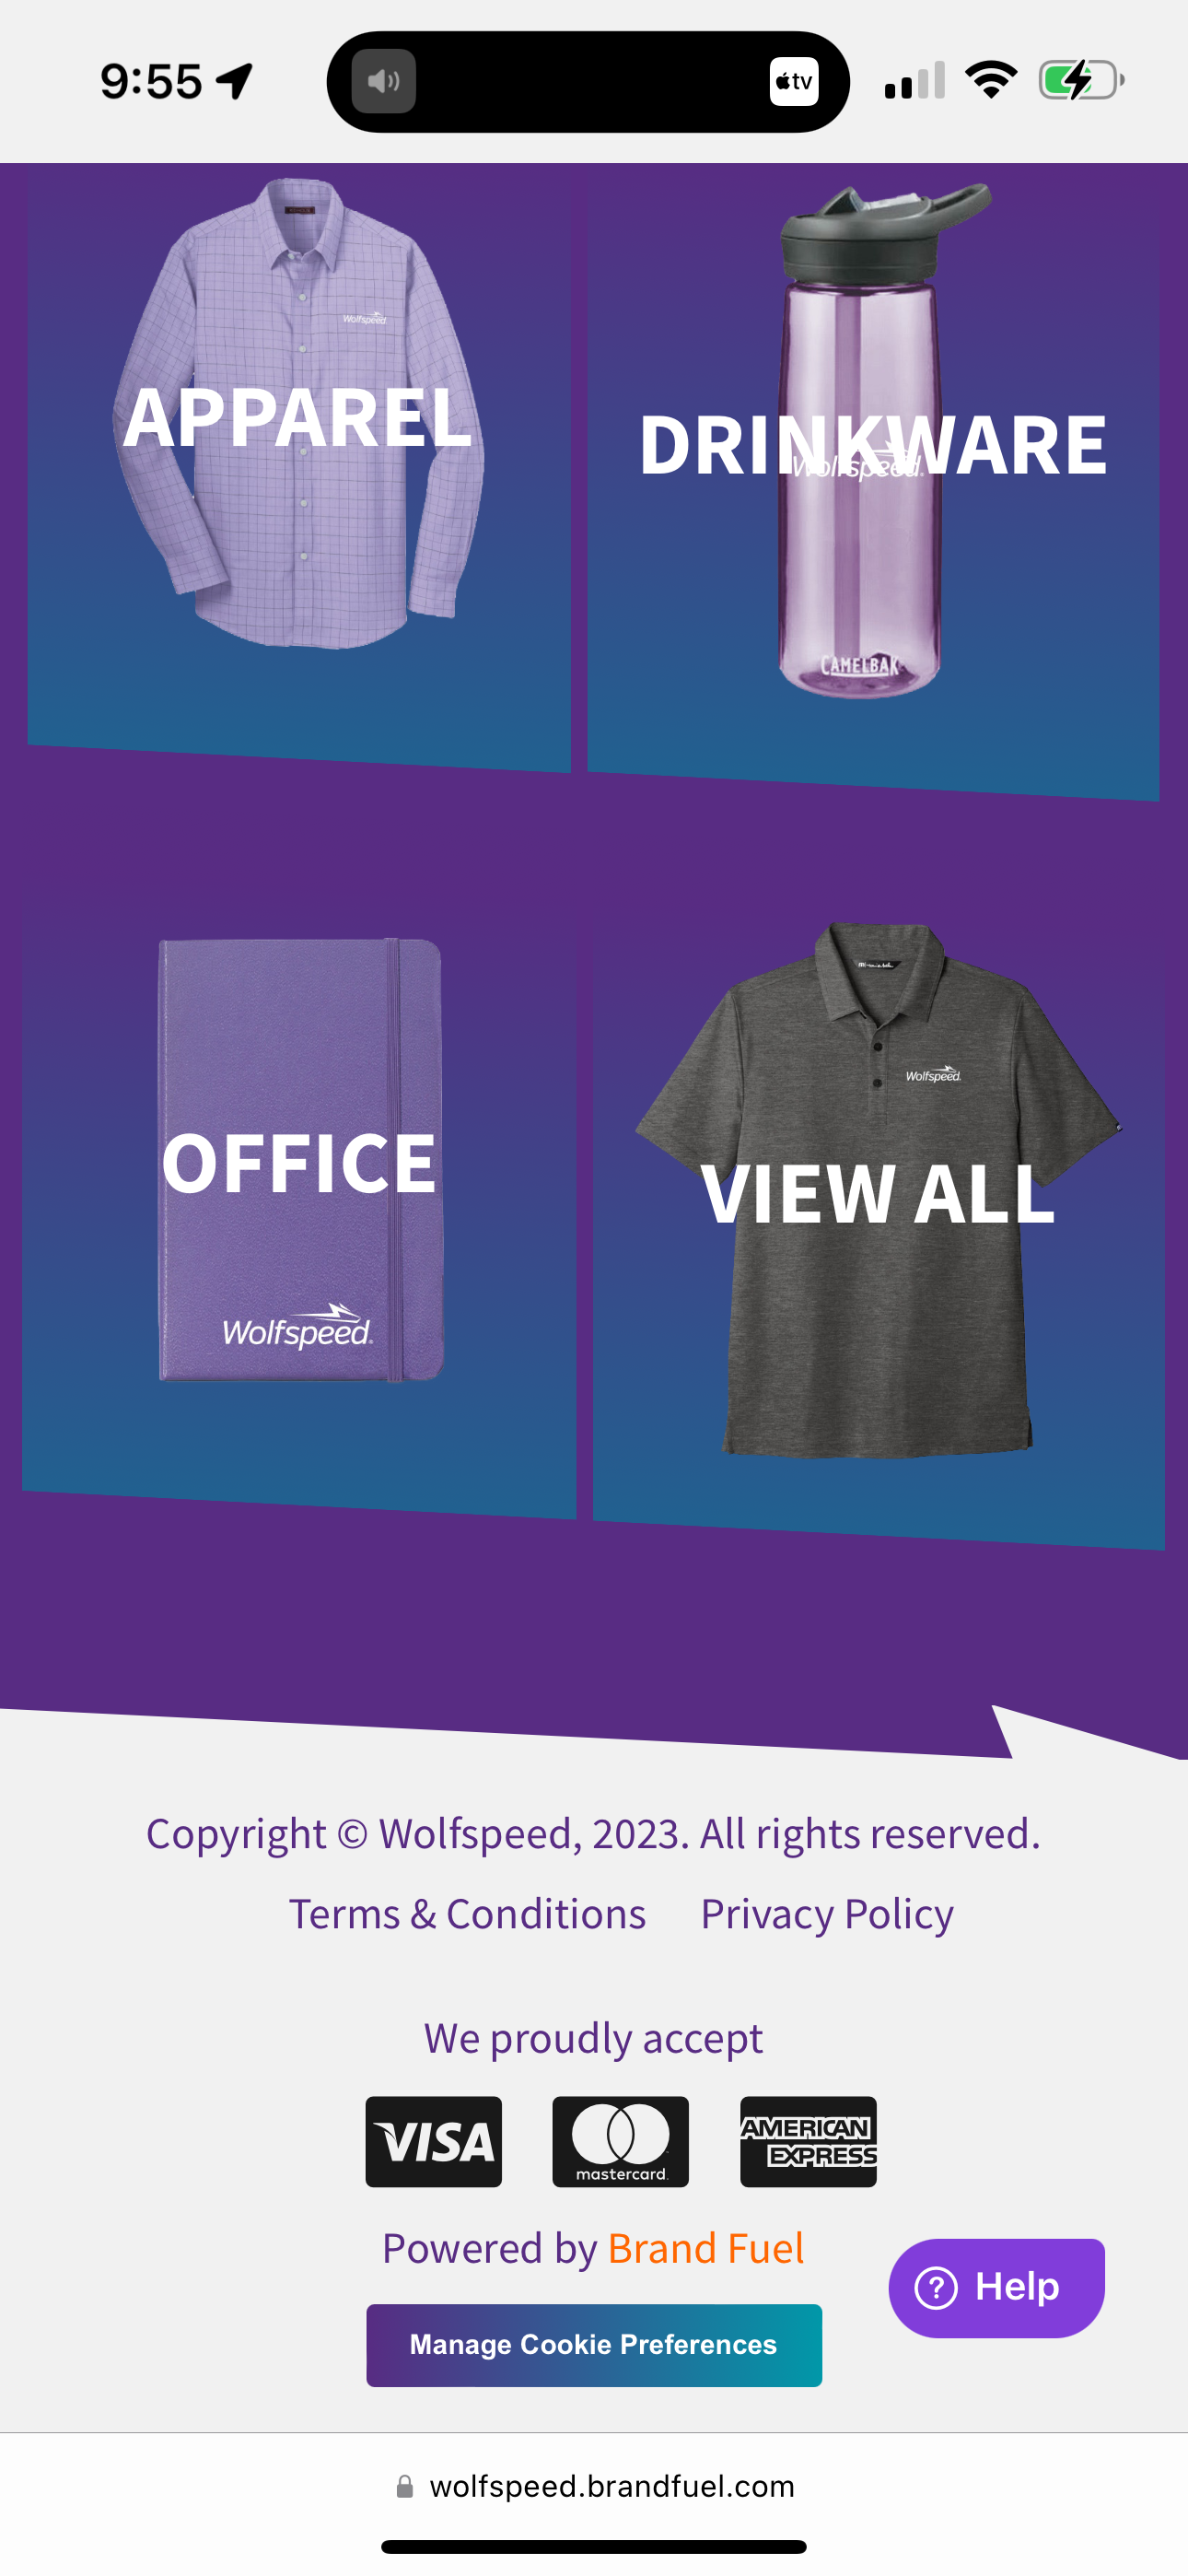 9:55
tv
Wolfspeed
APPAREL
DRINKWARE
Wolfspeed.
CAMELBAK
OFFICE
Wolfspeed.
Wolfspeed.
VIEW ALL
Copyright © Wolfspeed, 2023. All rights reserved.
Terms & Conditions Privacy Policy
We proudly accept
VISA mastercard. AMERICAN EXPRESS
Powered by Brand Fuel
? Help
Manage Cookie Preferences
wolfspeed.brandfuel.com